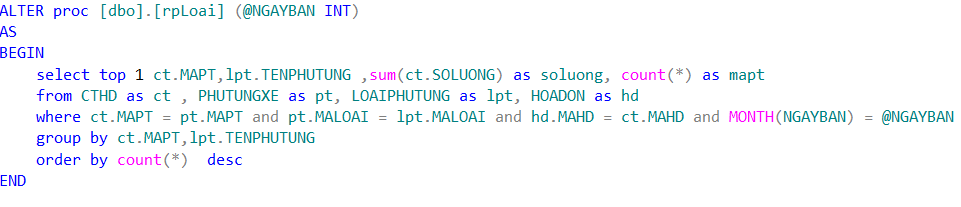 ALTER proc [dbo].[rpLoai] (@NGAYBAN INT)
AS
BEGIN
select top 1 ct.MAPT,lpt.TENPHUTUNG ,sum(ct.SOLUONG) as soluong, count(*) as mapt
from CTHD as ct , PHUTUNGXE as pt, LOAIPHUTUNG as lpt, HOADON as hd
where ct.MAPT = pt.MAPT and pt.MALOAI = lpt.MALOAI and hd.MAHD = ct.MAHD and MONTH(NGAYBAN) = @NGAYBAN
group by ct.MAPT,lpt.TENPHUTUNG
order by count(*)  desc
END